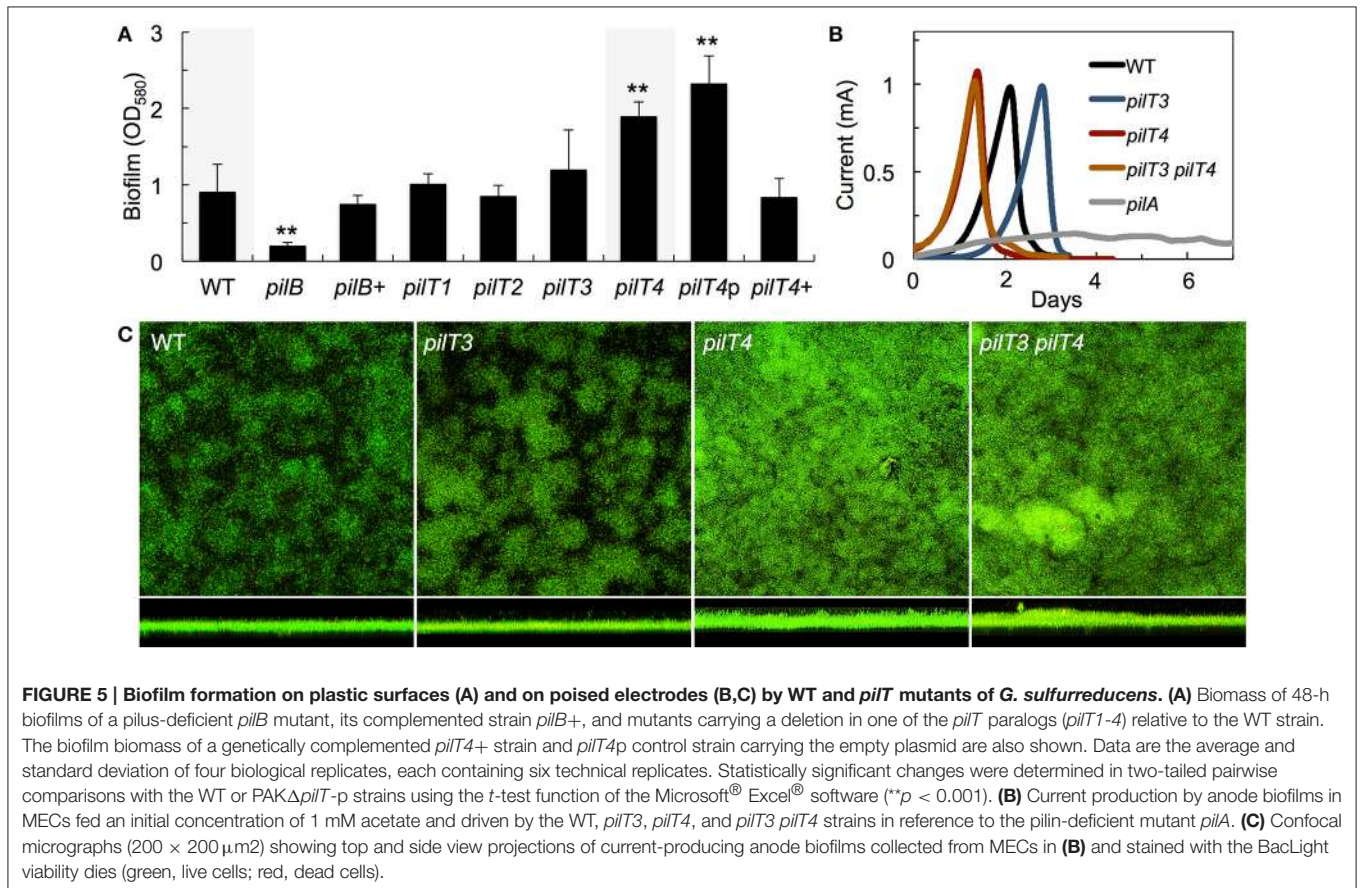 A
3
2
1
0
Biofilm (OD580)
**
**
**
WT pilB pilB+ pilT1 pilT2 pilT3 pilT4 pilT4p pilT4+
B
1
0.5
0
Current (mA)
WT
pilT3
pilT4
pilT3 pilT4
pilA
0 2 4 6
Days
C
WT
pilT3
pilT4
pilT3 pilT4
FIGURE 5 | Biofilm formation on plastic surfaces (A) and on poised electrodes (B,C) by WT and pilT mutants of G. sulfurreducens. (A) Biomass of 48-h
biofilms of a pilus-deficient pilB mutant, its complemented strain pilB+, and mutants carrying a deletion in one of the pilT paralogs (pilT1-4) relative to the WT strain.
The biofilm biomass of a genetically complemented pilT4+ strain and pilT4p control strain carrying the empty plasmid are also shown. Data are the average and
standard deviation of four biological replicates, each containing six technical replicates. Statistically significant changes were determined in two-tailed pairwise
comparisons with the WT or PAKΔpilT-p strains using the t-test function of the Microsoft® Excel® software (**p < 0.001). (B) Current production by anode biofilms in
MECs fed an initial concentration of 1 mM acetate and driven by the WT, pilT3, pilT4, and pilT3 pilT4 strains in reference to the pilin-deficient mutant pilA. (C) Confocal
micrographs (200 × 200 μm2) showing top and side view projections of current-producing anode biofilms collected from MECs in (B) and stained with the BacLight
viability dies (green, live cells; red, dead cells).